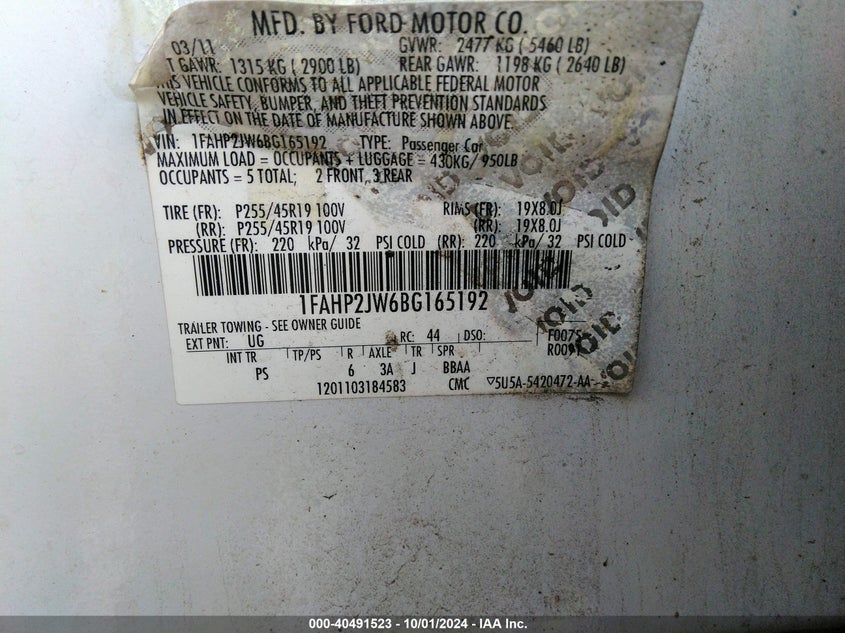 MFD. BY FORD MOTOR CO.
03/11 GVWR: 2477 KG ( 5460 LB)
T GAWR: 1315 KG ( 2900 LB) REAR GAWR: 1198 KG ( 2640 LB)
THIS VEHICLE CONFORMS TO ALL APPLICABLE FEDERAL MOTOR
VEHICLE SAFETY, BUMPER, AND THEFT PREVENTION STANDARDS
IN EFFECT ON THE DATE OF MANUFACTURE SHOWN ABOVE.
VIN: 1FAHP2JW6BG165192 TYPE: Passenger Car
MAXIMUM LOAD = OCCUPANTS + LUGGAGE = 430KG/ 950LB
OCCUPANTS = 5 TOTAL; 2 FRONT, 3 REAR
TIRE (FR): P255/45R19 100V RIMS (FR): 19X8.0J
(RR): P255/45R19 100V (RR): 19X8.0J
PRESSURE (FR): 220 kPa/ 32 PSI COLD (RR): 220 kPa/ 32 PSI COLD
1FAHP2JW6BG165192
TRAILER TOWING - SEE OWNER GUIDE
EXT PNT: UG RC: 44 DSO: F0075
INT TR TP/PS R AXLE TR SPR
PS 6 3A J BBAA
1201103184583 CMC ▽5U5A-5420472-AA
VOID VOID VOID VOID
000-40491523 - 10/01/2024 - IAA Inc.